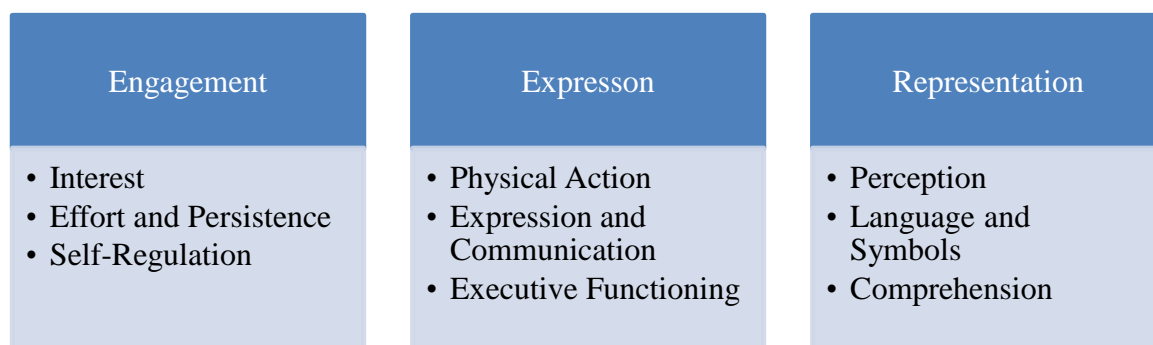 Engagement
• Interest
• Effort and Persistence
• Self-Regulation
Expresson
• Physical Action
• Expression and
Communication
• Executive Functioning
Representation
• Perception
• Language and
Symbols
• Comprehension